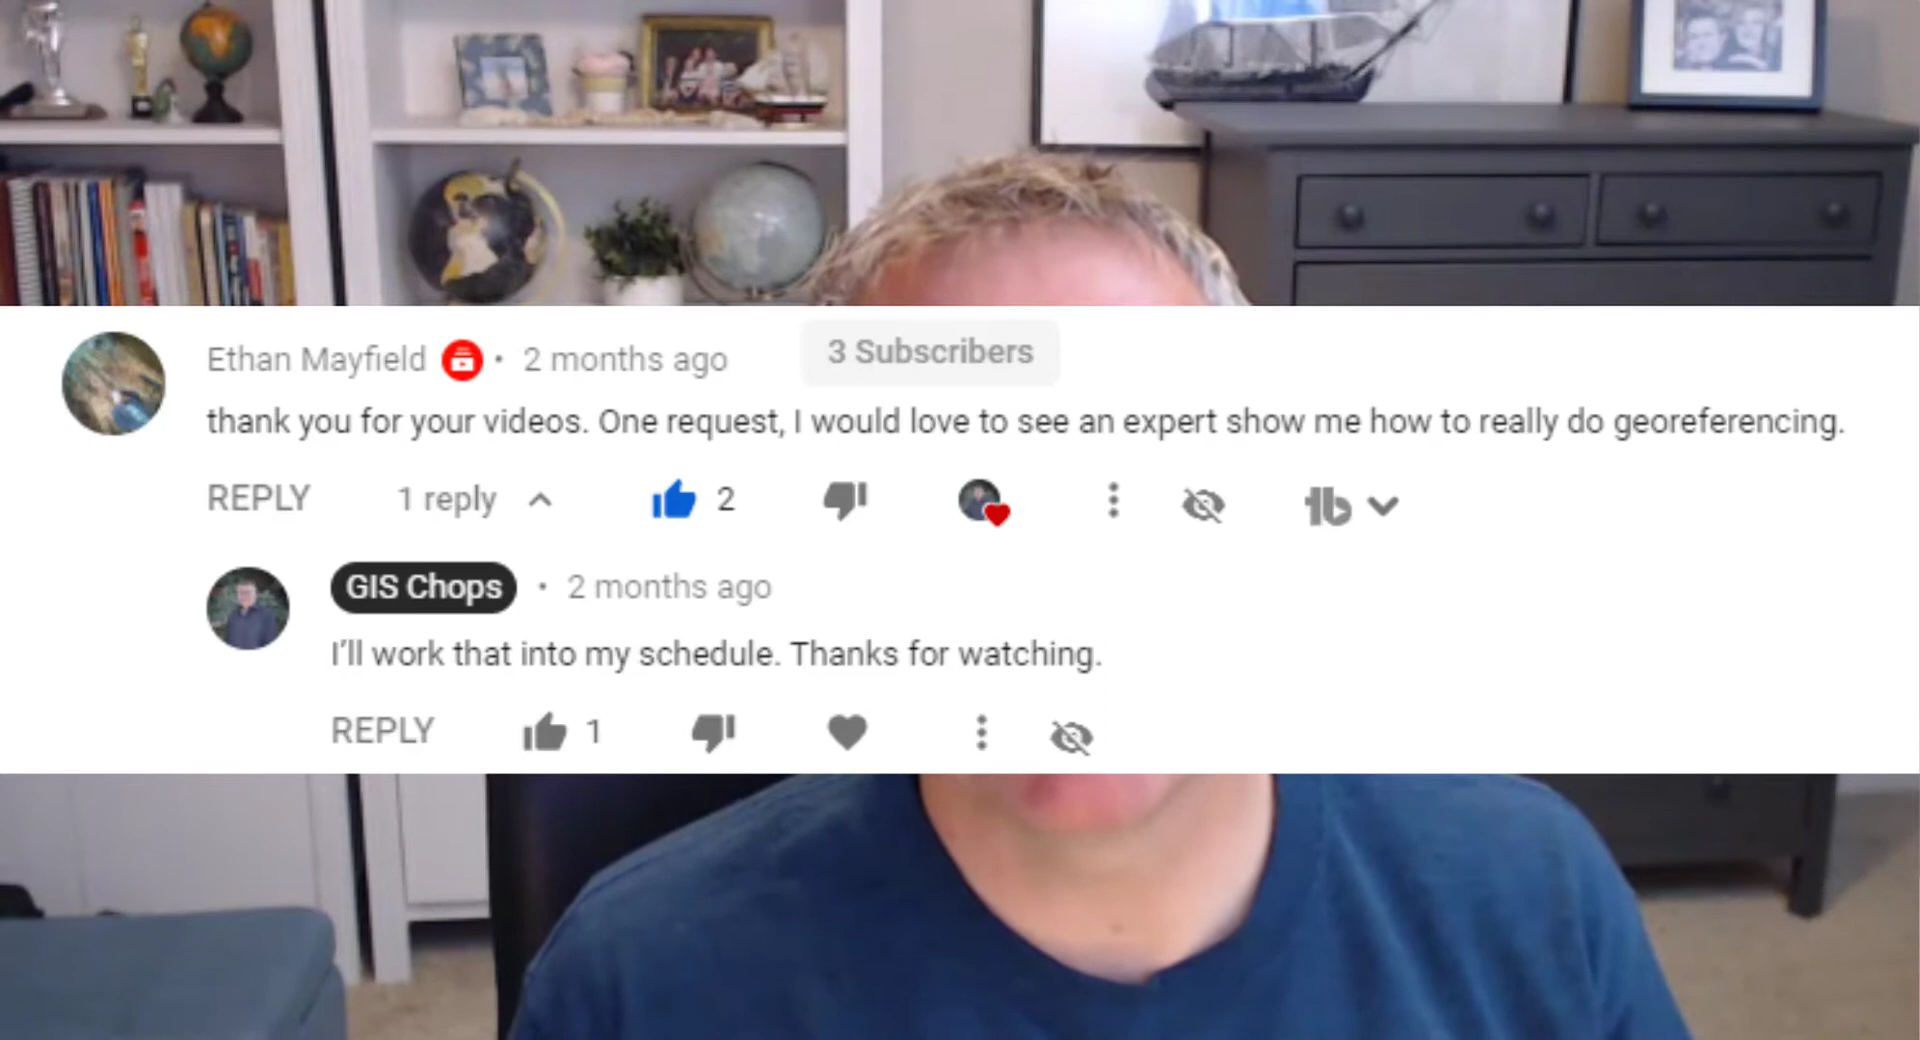 Ethan Mayfield • 2 months ago 3 Subscribers
thank you for your videos. One request, I would love to see an expert show me how to really do georeferencing.
REPLY 1 reply 2
GIS Chops • 2 months ago
I'll work that into my schedule. Thanks for watching.
REPLY 1